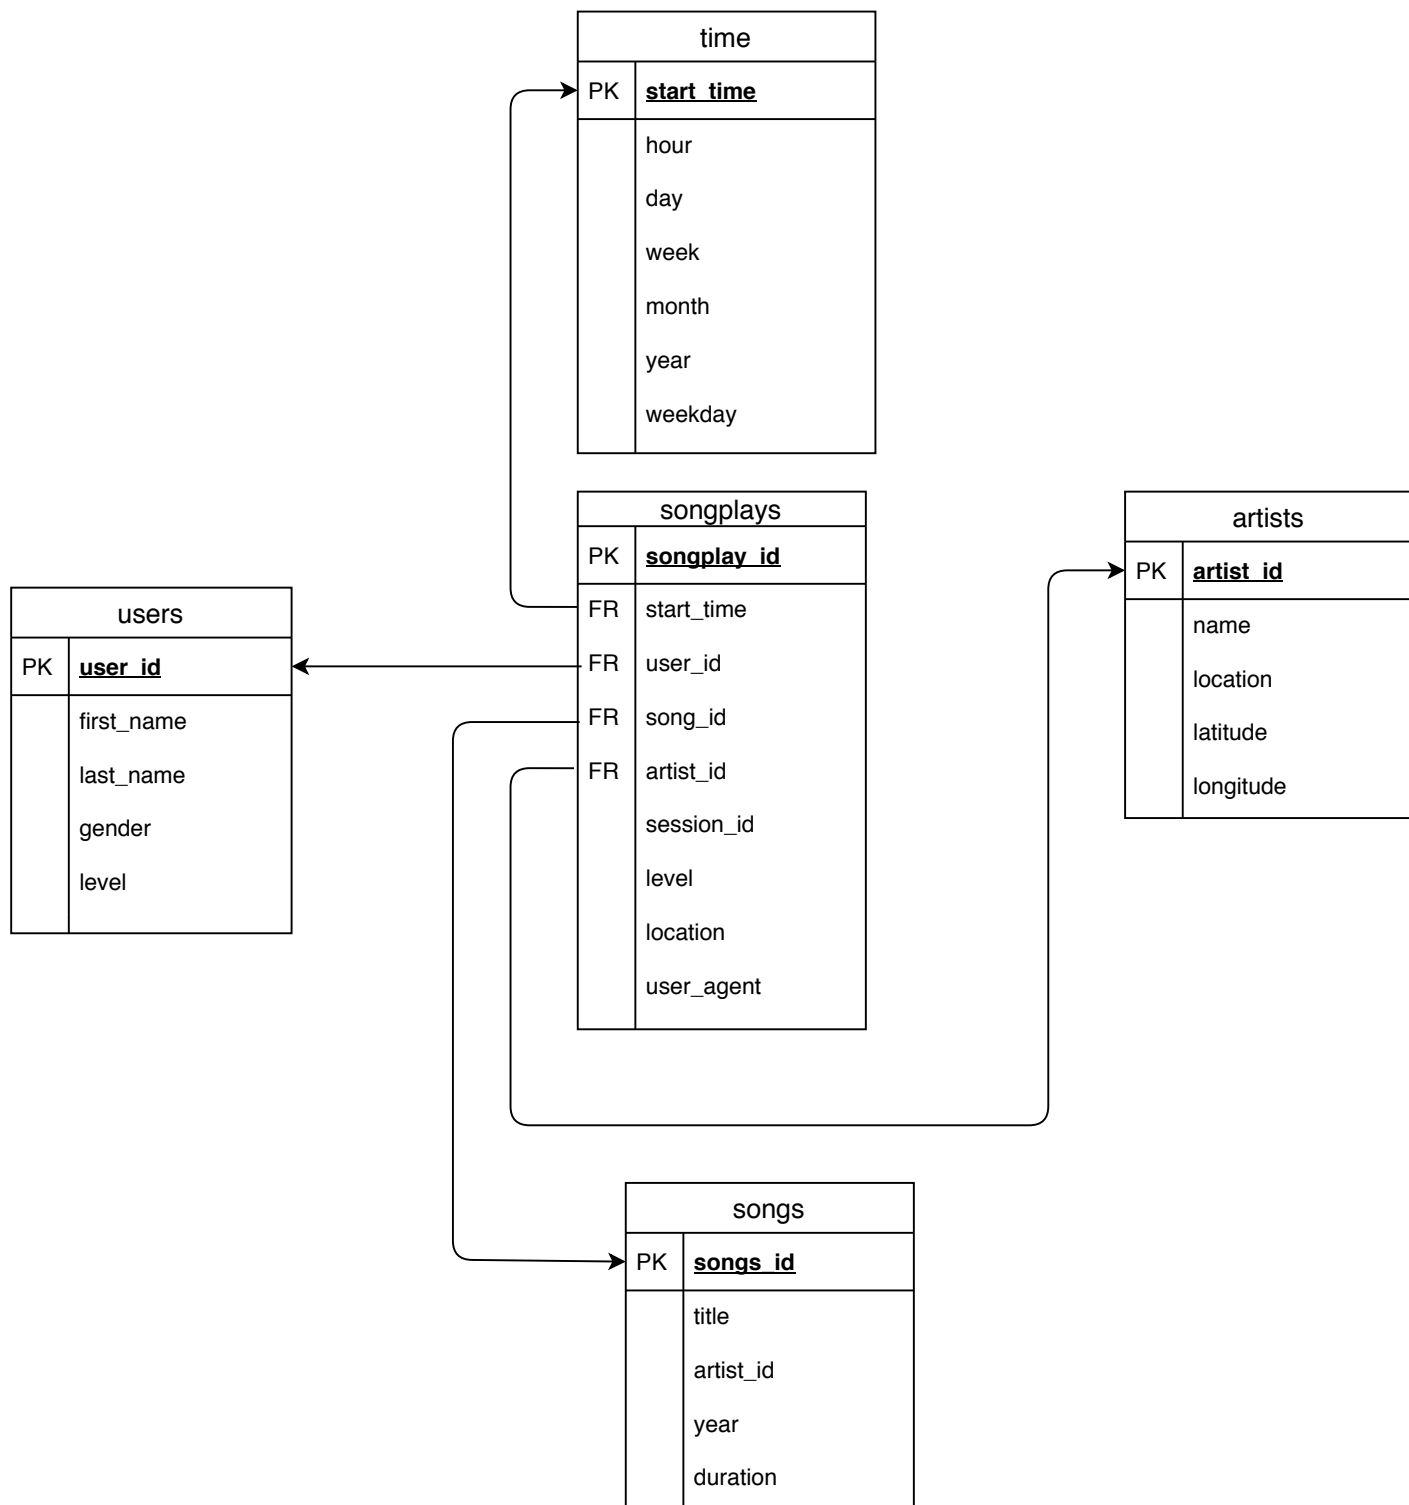 time
PK start_time
hour
day
week
month
year
weekday
songplays
PK songplay_id
FR start_time
FR user_id
FR song_id
FR artist_id
session_id
level
location
user_agent
artists
PK artist_id
name
location
latitude
longitude
users
PK user_id
first_name
last_name
gender
level
songs
PK songs_id
title
artist_id
year
duration